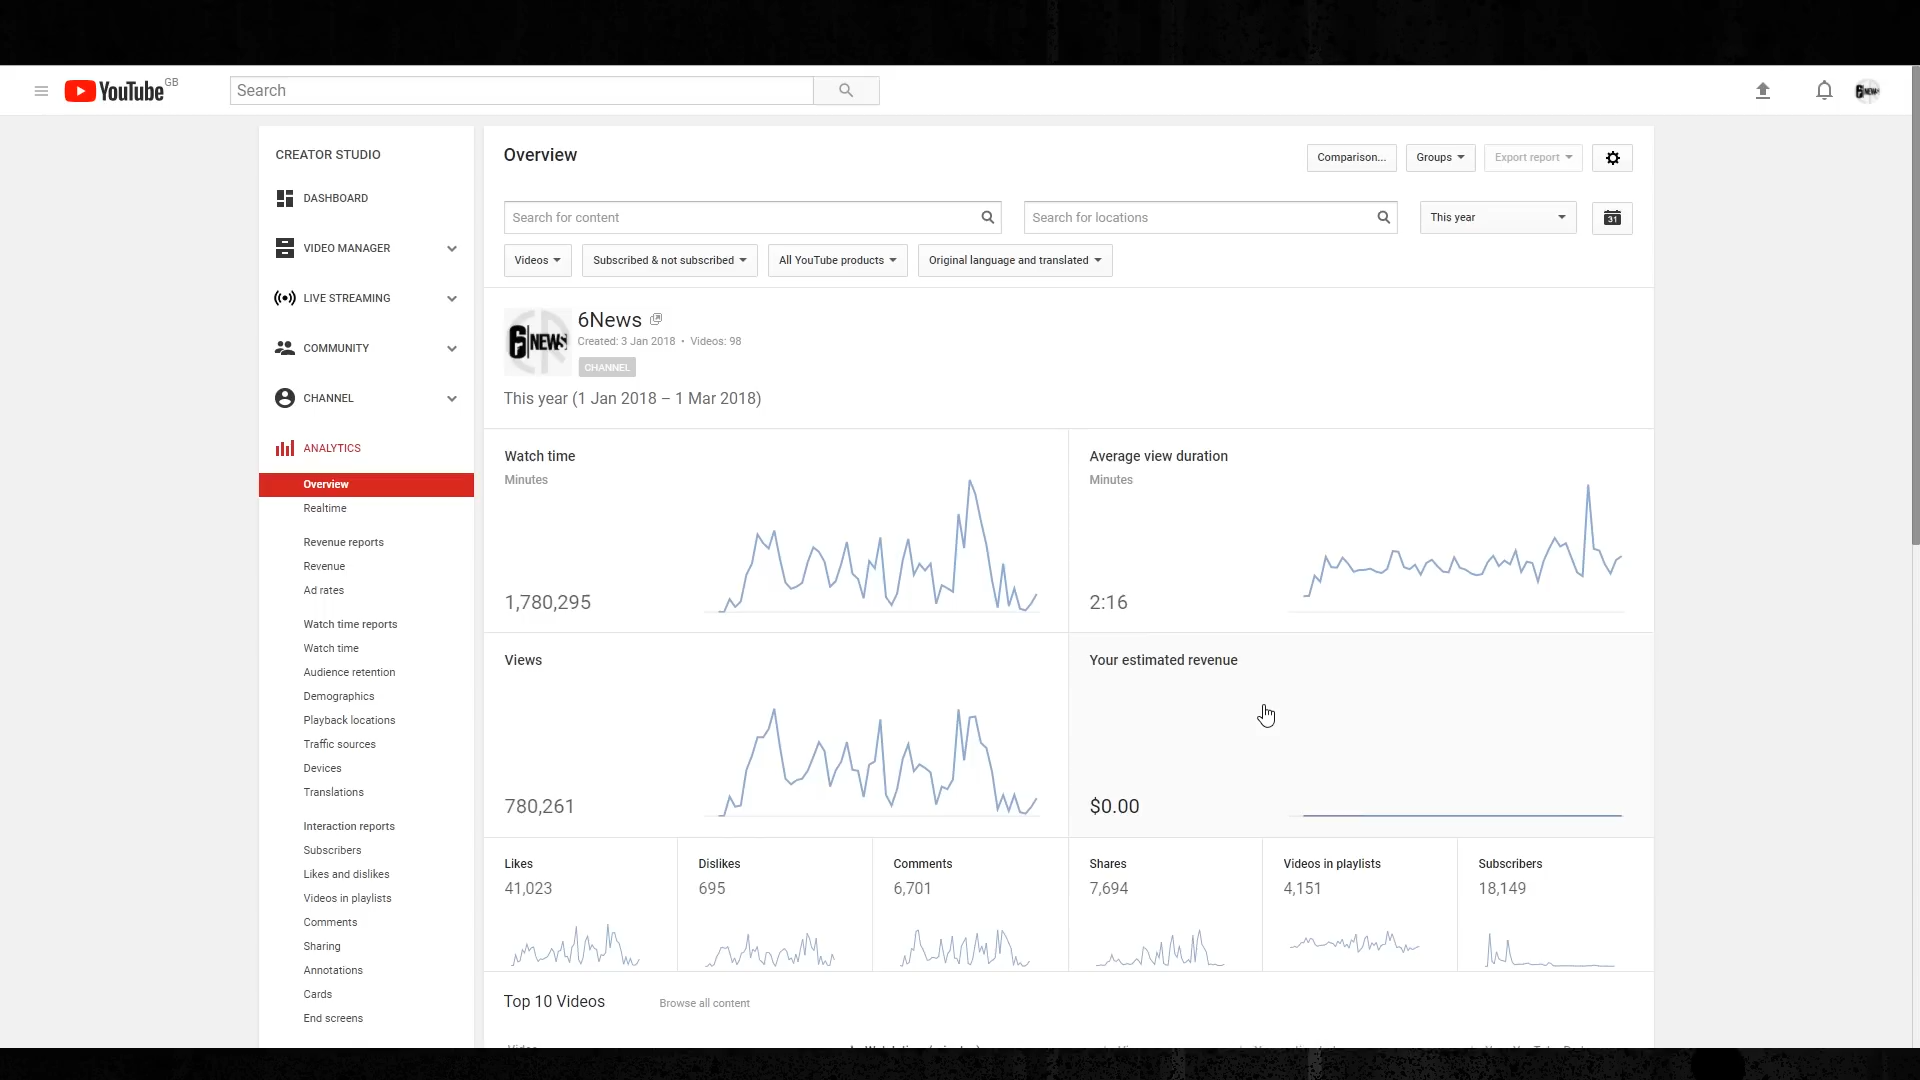 YouTube GB
Search
CREATOR STUDIO
DASHBOARD
VIDEO MANAGER
LIVE STREAMING
COMMUNITY
CHANNEL
ANALYTICS
Overview
Realtime
Revenue reports
Revenue
Ad rates
Watch time reports
Watch time
Audience retention
Demographics
Playback locations
Traffic sources
Devices
Translations
Interaction reports
Subscribers
Likes and dislikes
Videos in playlists
Comments
Sharing
Annotations
Cards
End screens
Overview
Comparison... Groups Export report
Search for content Search for locations This year 31
Videos Subscribed & not subscribed All YouTube products Original language and translated
6 NEWS
6News
Created: 3 Jan 2018 • Videos: 98
CHANNEL
This year (1 Jan 2018 – 1 Mar 2018)
Watch time
Minutes
1,780,295
Average view duration
Minutes
2:16
Views
780,261
Your estimated revenue
$0.00
Likes
41,023
Dislikes
695
Comments
6,701
Shares
7,694
Videos in playlists
4,151
Subscribers
18,149
Top 10 Videos Browse all content